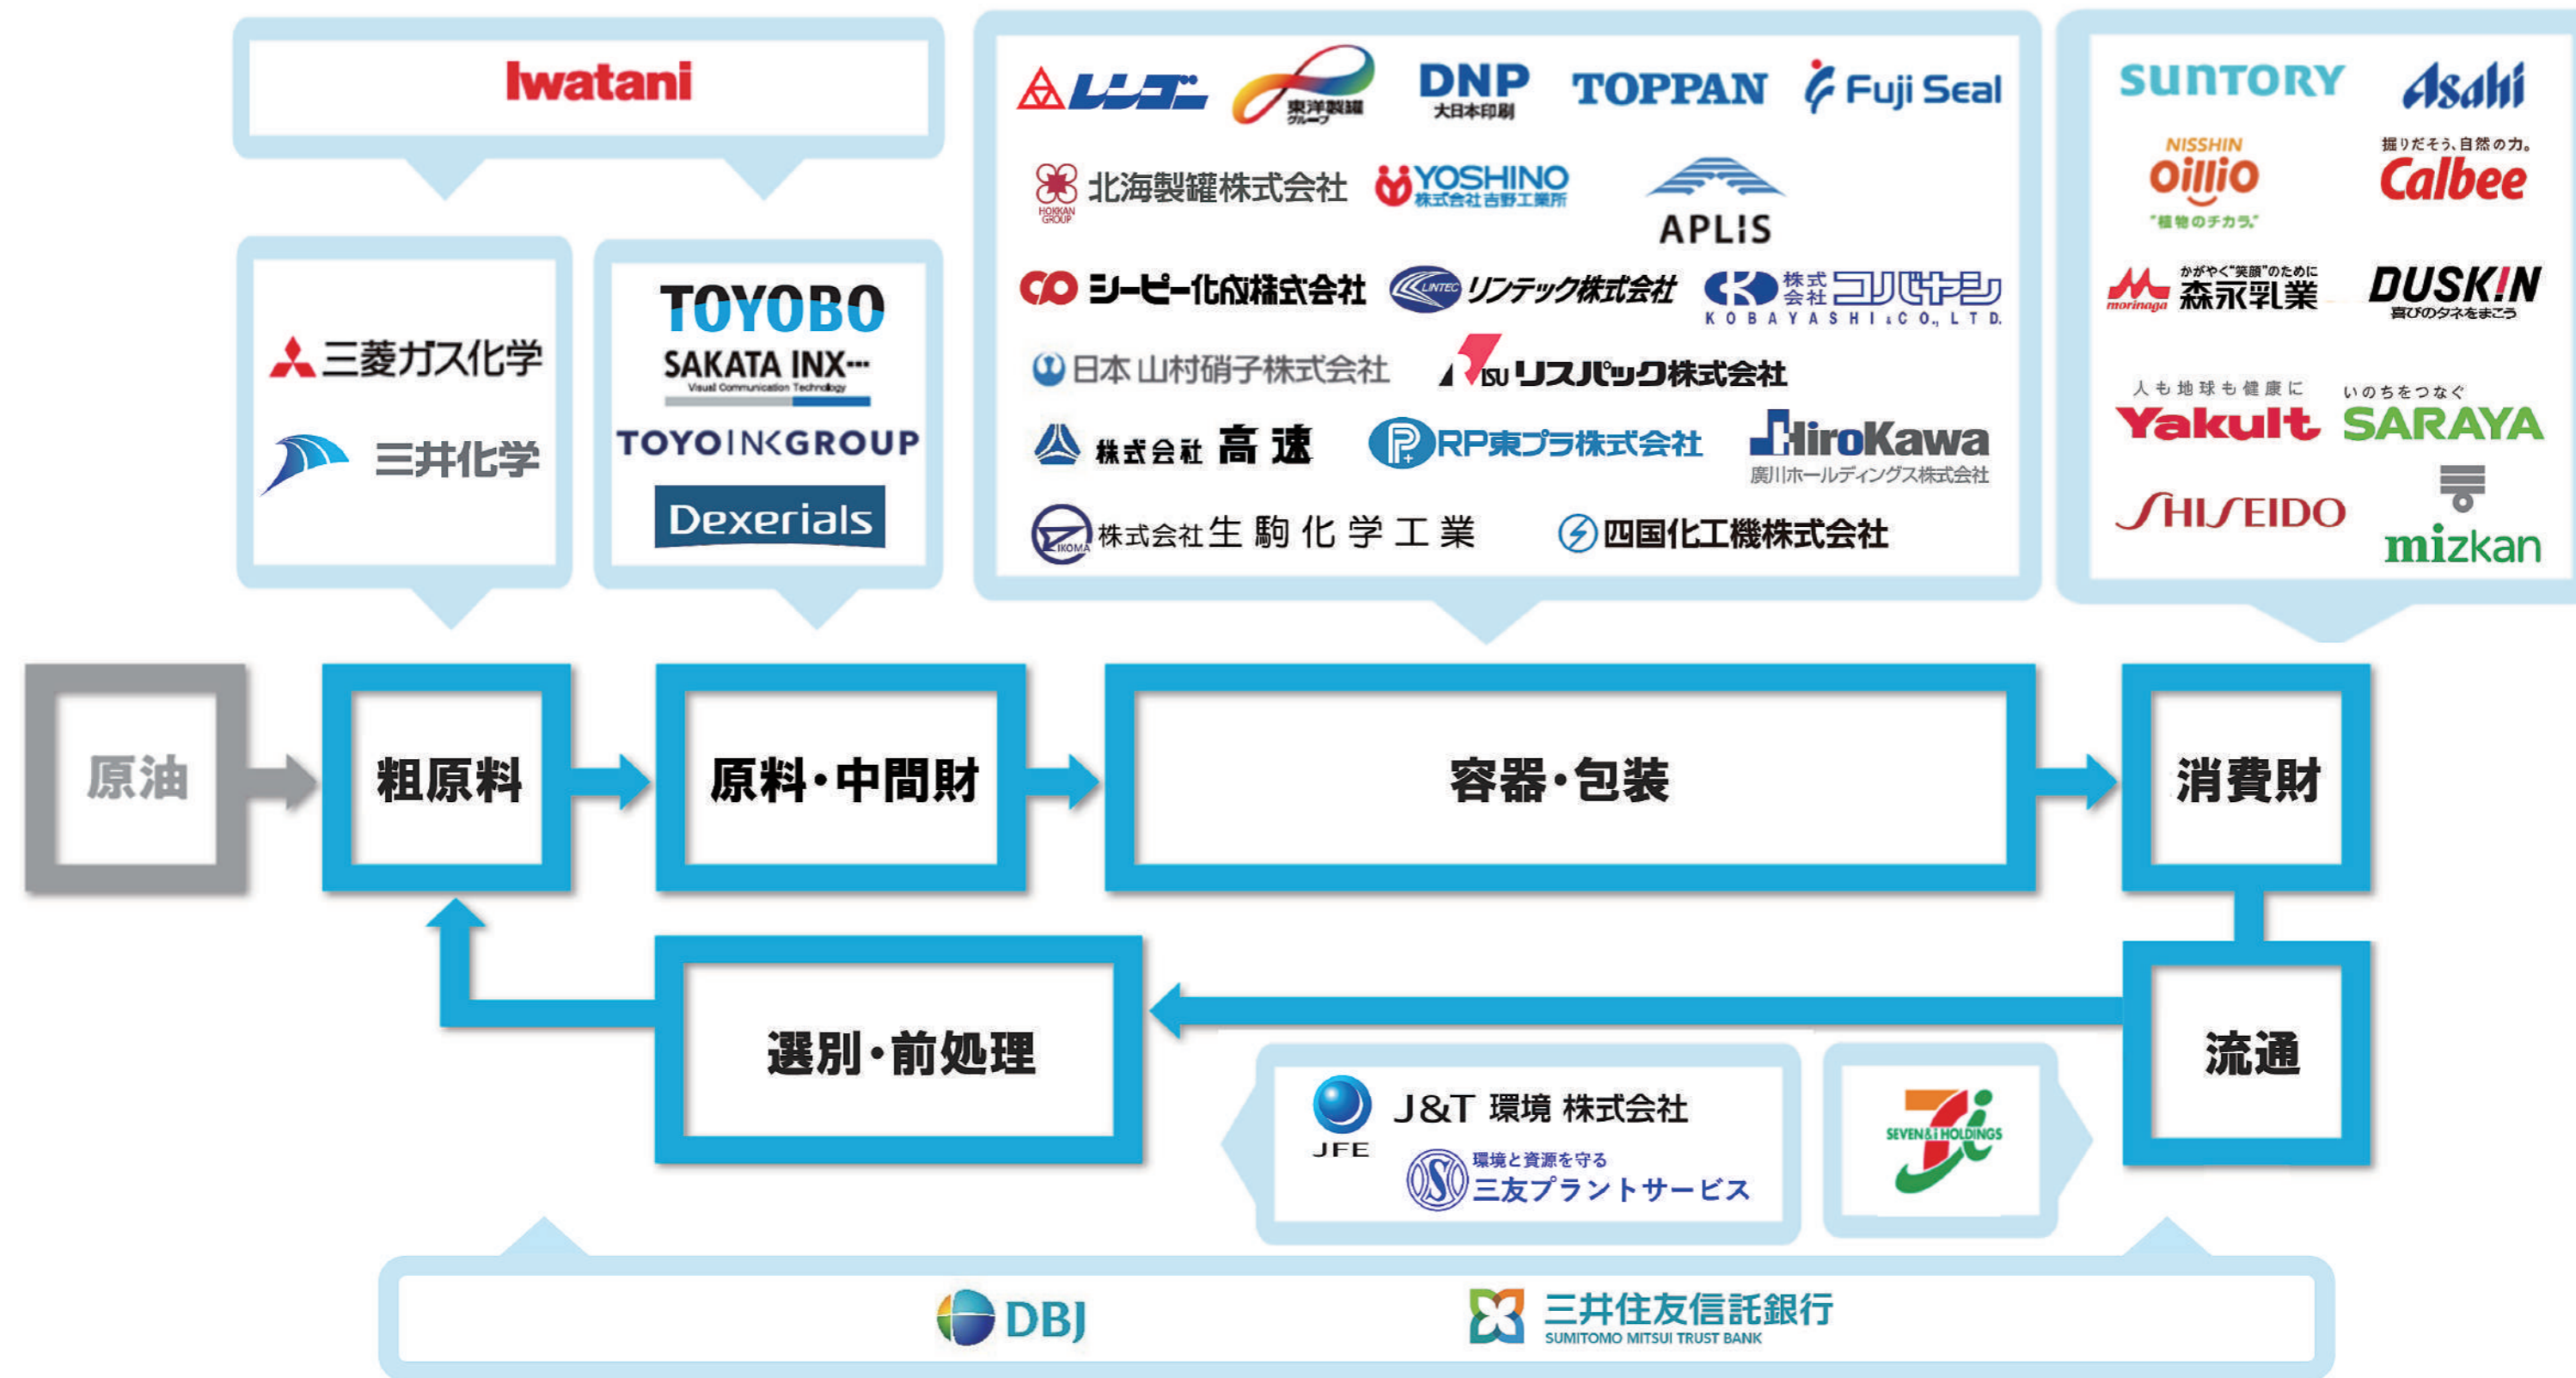 Iwatani
レンゴー
東洋製罐
グループ
DNP
大日本印刷
TOPPAN
Fuji Seal
HOKKAN
GROUP
北海製罐株式会社
YOSHINO
株式会社吉野工業所
APLIS
シーピー化成株式会社
LINTEC
リンテック株式会社
株式
会社
コバヤシ
KOBAYASHI & CO., LTD.
日本山村硝子株式会社
RISU
リスパック株式会社
株式会社 高速
P+
RP東プラ株式会社
HiroKawa
廣川ホールディングス株式会社
IKOMA
株式会社生駒化学工業
四国化工機株式会社
SUNTORY
Asahi
NISSHIN
OilliO
"植物のチカラ。"
掘りだそう、自然の力。
Calbee
morinaga
かがやく"笑顔"のために
森永乳業
DUSKIN
喜びのタネをまこう
人も地球も健康に
Yakult
いのちをつなぐ
SARAYA
SHISEIDO
mizkan
三菱ガス化学
三井化学
TOYOBO
SAKATA INX
Visual Communication Technology
TOYOINKGROUP
Dexerials
原油
粗原料
原料・中間財
容器・包装
消費財
選別・前処理
流通
JFE
J&T 環境 株式会社
環境と資源を守る
三友プラントサービス
SEVEN&i HOLDINGS
DBJ
三井住友信託銀行
SUMITOMO MITSUI TRUST BANK